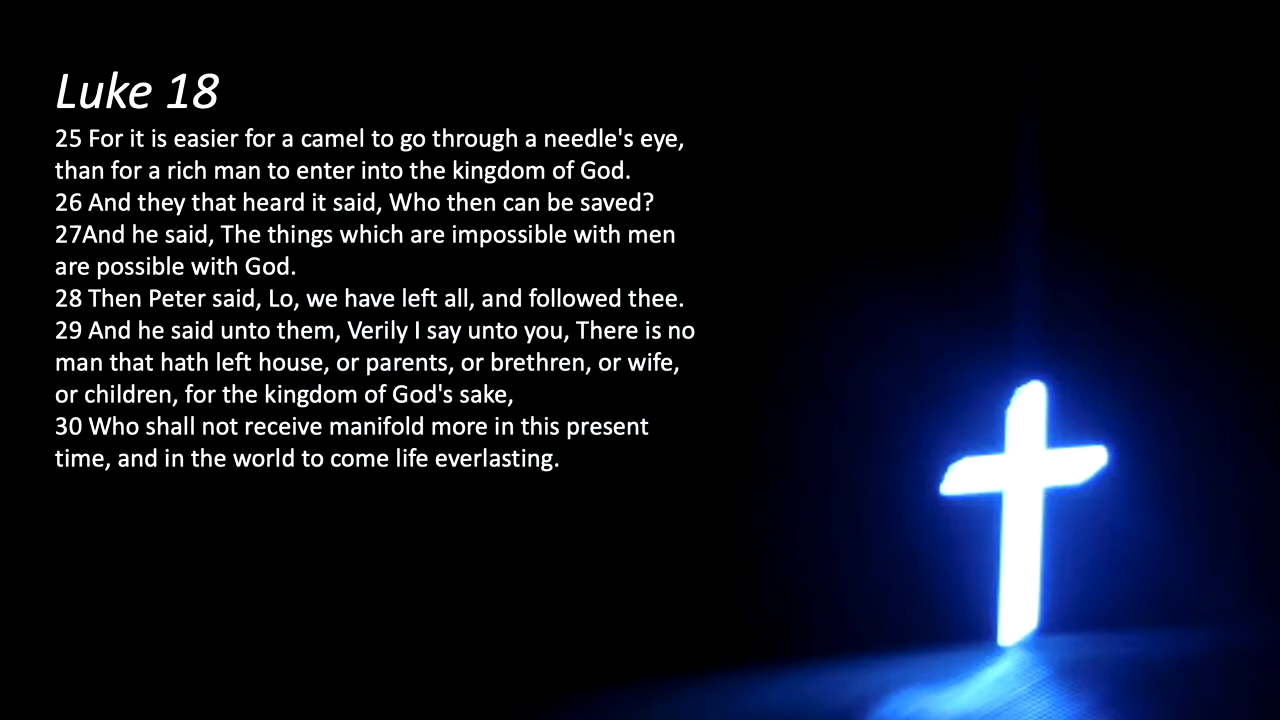 Luke 18
25 For it is easier for a camel to go through a needle's eye,
than for a rich man to enter into the kingdom of God.
26 And they that heard it said, Who then can be saved?
27And he said, The things which are impossible with men
are possible with God.
28 Then Peter said, Lo, we have left all, and followed thee.
29 And he said unto them, Verily I say unto you, There is no
man that hath left house, or parents, or brethren, or wife,
or children, for the kingdom of God's sake,
30 Who shall not receive manifold more in this present
time, and in the world to come life everlasting.